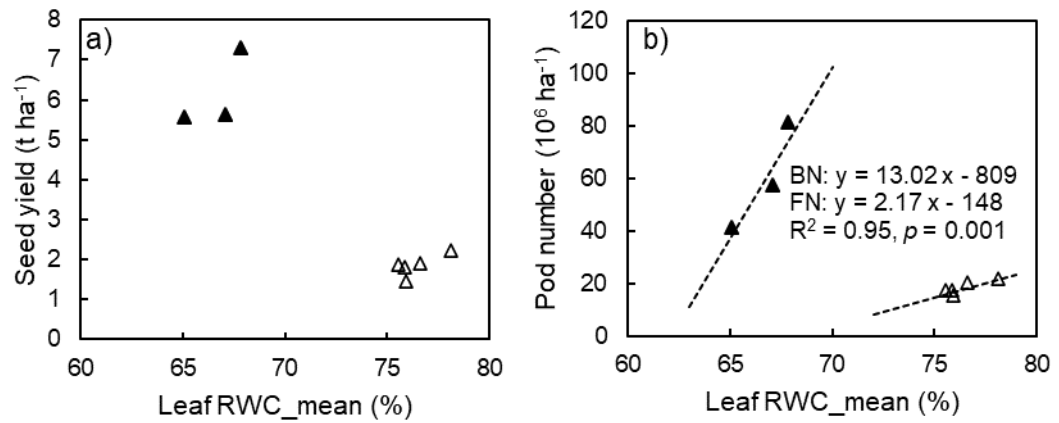 a)
Seed yield (t ha⁻¹)
8
7
6
5
4
3
2
1
0
60 65 70 75 80
Leaf RWC_mean (%)
b)
Pod number (10⁶ ha⁻¹)
120
100
80
60
40
20
0
BN: y = 13.02 x - 809
FN: y = 2.17 x - 148
R² = 0.95, p = 0.001
60 65 70 75 80
Leaf RWC_mean (%)